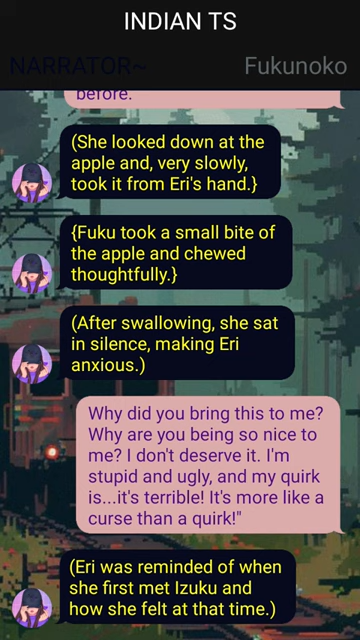 INDIAN TS
NARRATOR~ Fukunoko
before.
(She looked down at the
apple and, very slowly,
took it from Eri's hand.}
{Fuku took a small bite of
the apple and chewed
thoughtfully.}
(After swallowing, she sat
in silence, making Eri
anxious.)
Why did you bring this to me?
Why are you being so nice to
me? I don't deserve it. I'm
stupid and ugly, and my quirk
is...it's terrible! It's more like a
curse than a quirk!"
(Eri was reminded of when
she first met Izuku and
how she felt at that time.)